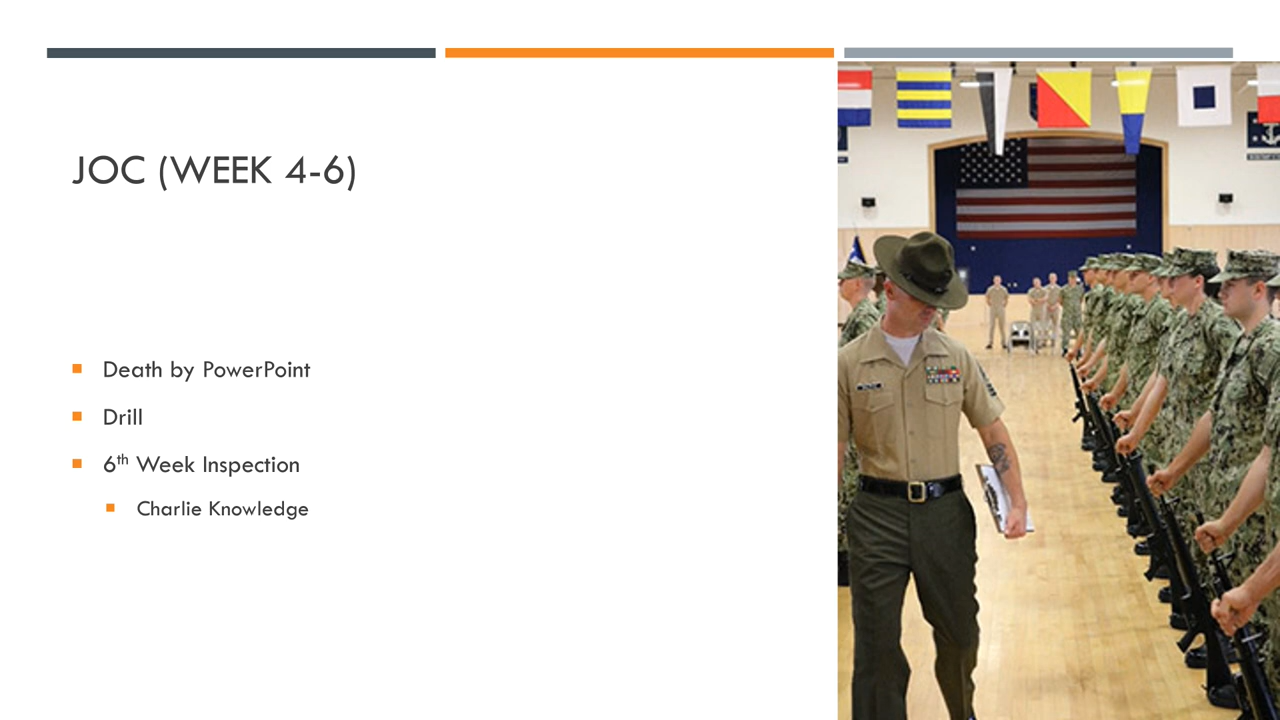 JOC (WEEK 4-6)
Death by PowerPoint
Drill
6th Week Inspection
Charlie Knowledge